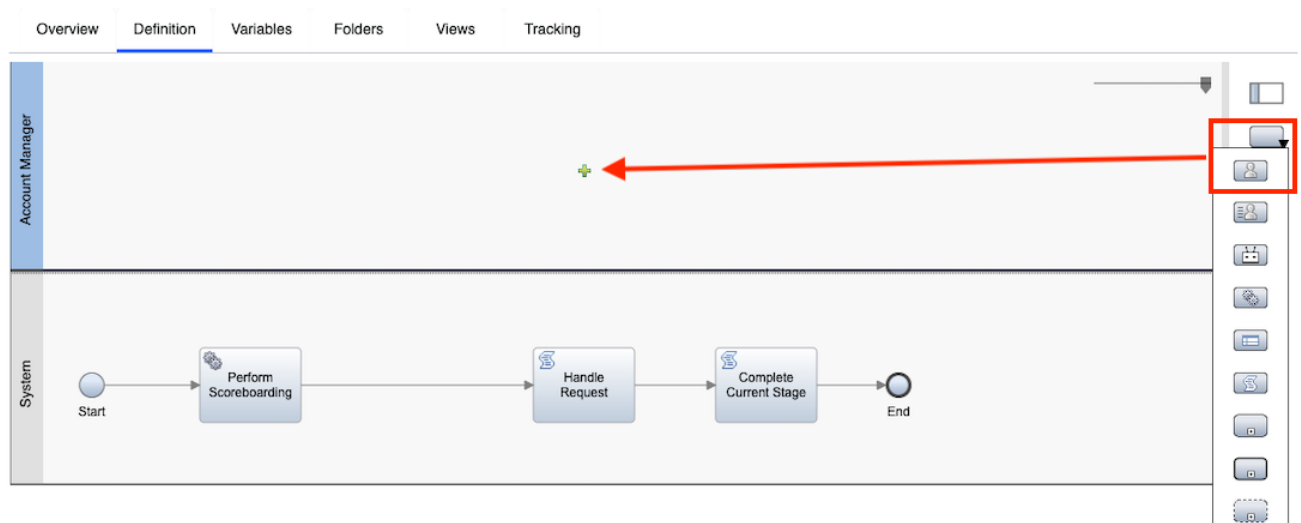 Overview Definition Variables Folders Views Tracking
Account Manager
System
Start
Perform
Scoreboarding
Handle
Request
Complete
Current Stage
End